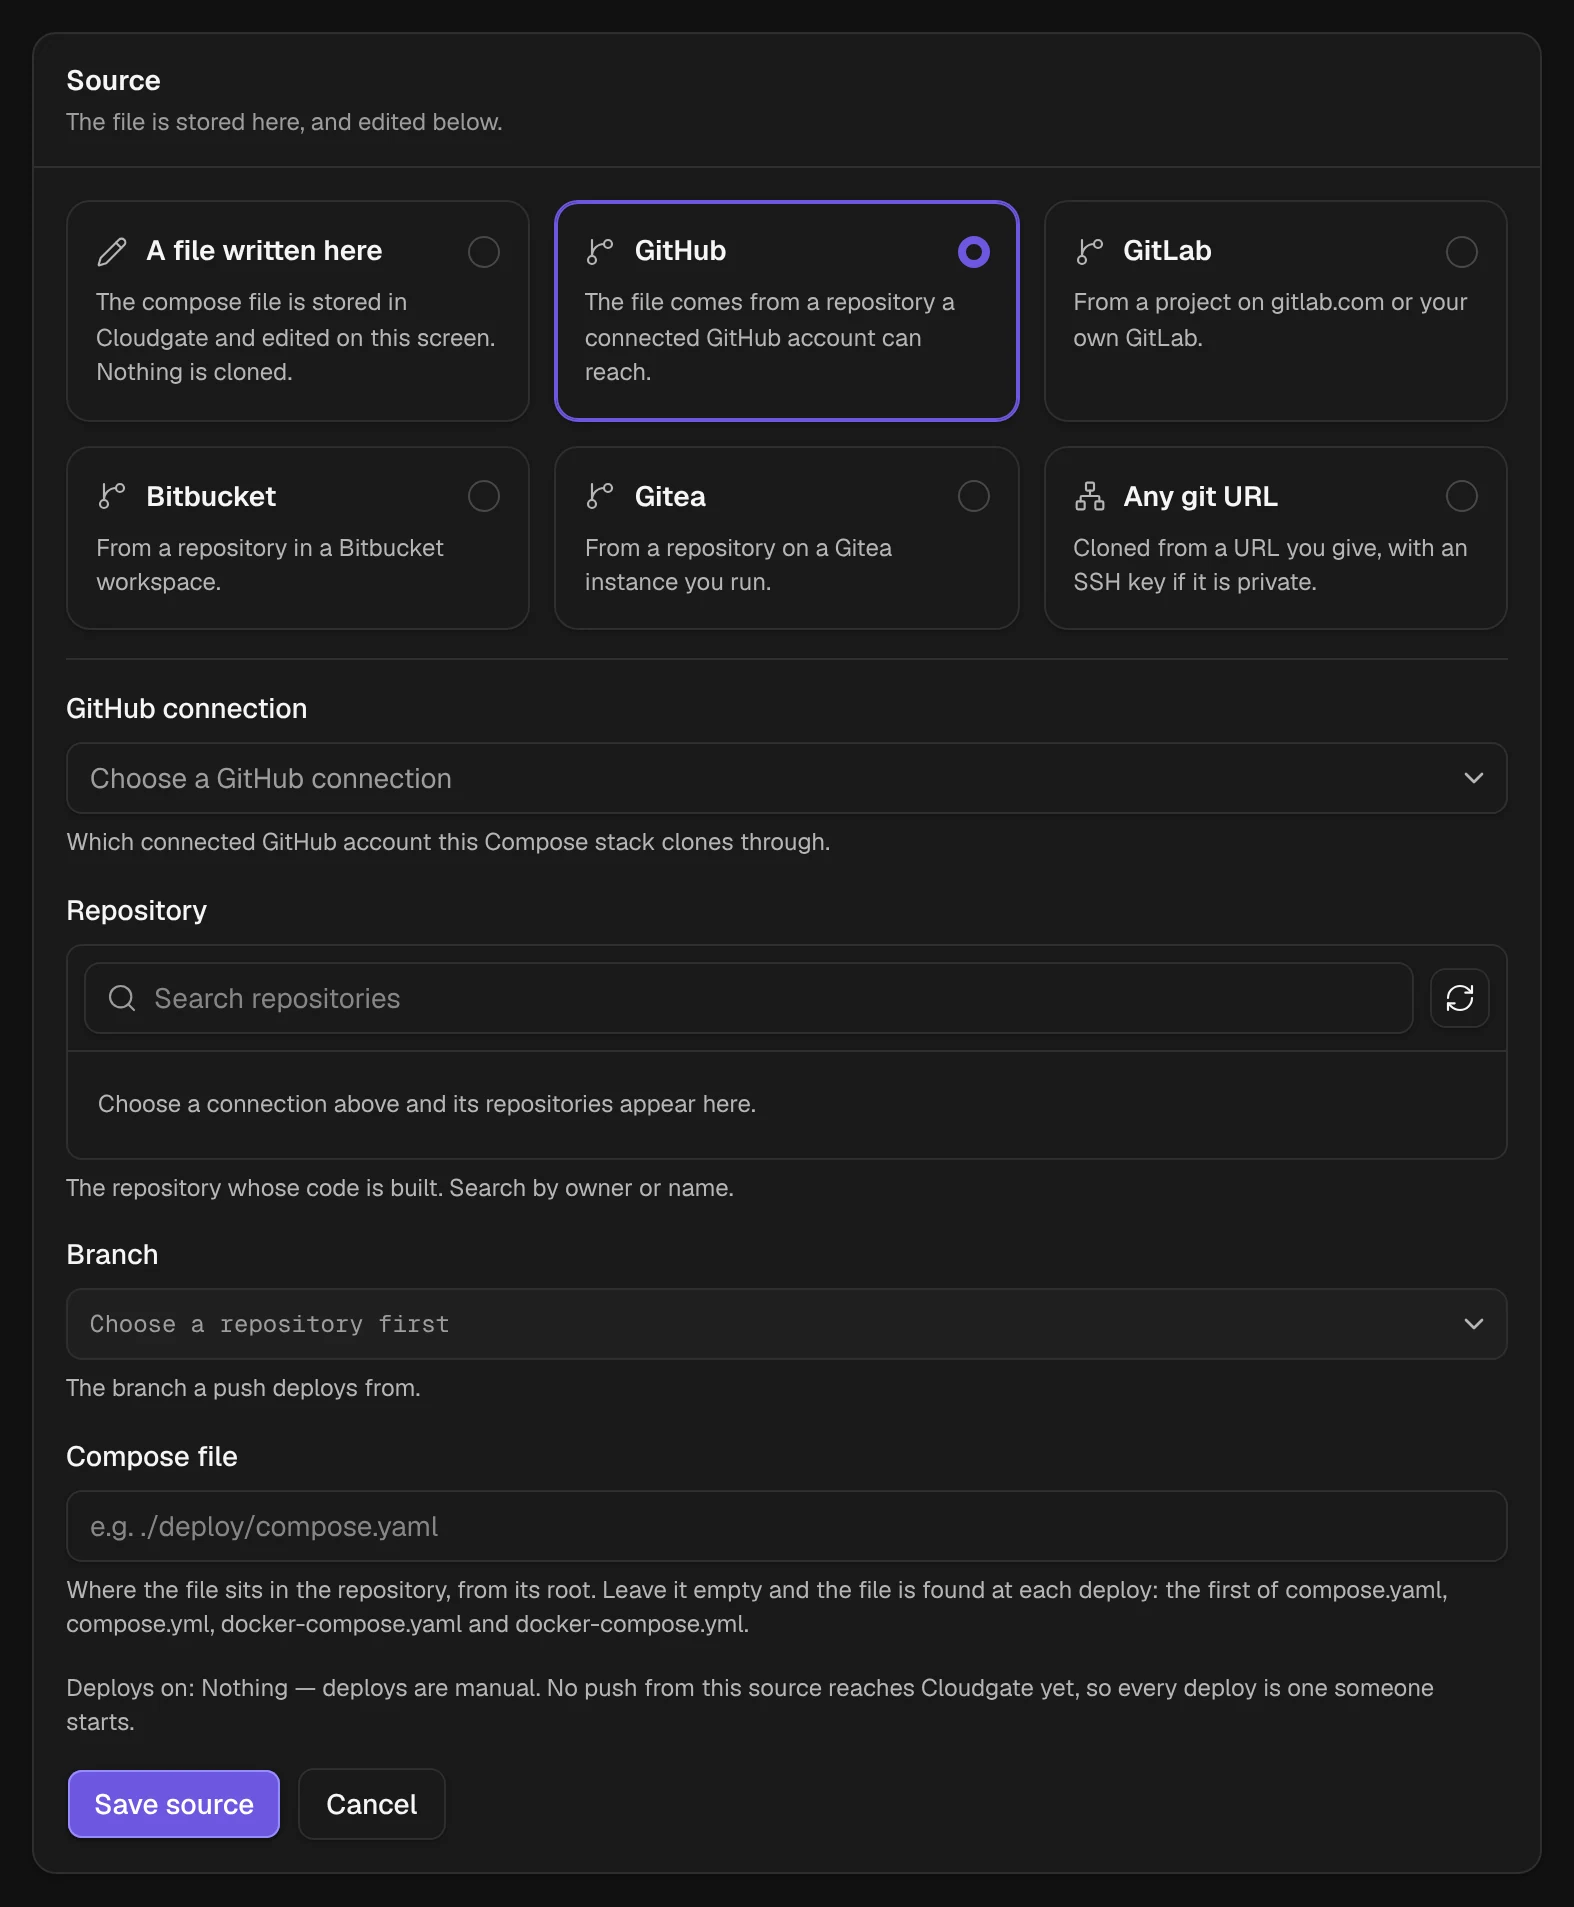 Source
The file is stored here, and edited below.
A file written here
The compose file is stored in
Cloudgate and edited on this screen.
Nothing is cloned.
GitHub
The file comes from a repository a
connected GitHub account can
reach.
GitLab
From a project on gitlab.com or your
own GitLab.
Bitbucket
From a repository in a Bitbucket
workspace.
Gitea
From a repository on a Gitea
instance you run.
Any git URL
Cloned from a URL you give, with an
SSH key if it is private.
GitHub connection
Choose a GitHub connection
Which connected GitHub account this Compose stack clones through.
Repository
Search repositories
Choose a connection above and its repositories appear here.
The repository whose code is built. Search by owner or name.
Branch
Choose a repository first
The branch a push deploys from.
Compose file
e.g. ./deploy/compose.yaml
Where the file sits in the repository, from its root. Leave it empty and the file is found at each deploy: the first of compose.yaml,
compose.yml, docker-compose.yaml and docker-compose.yml.
Deploys on: Nothing — deploys are manual. No push from this source reaches Cloudgate yet, so every deploy is one someone
starts.
Save source
Cancel